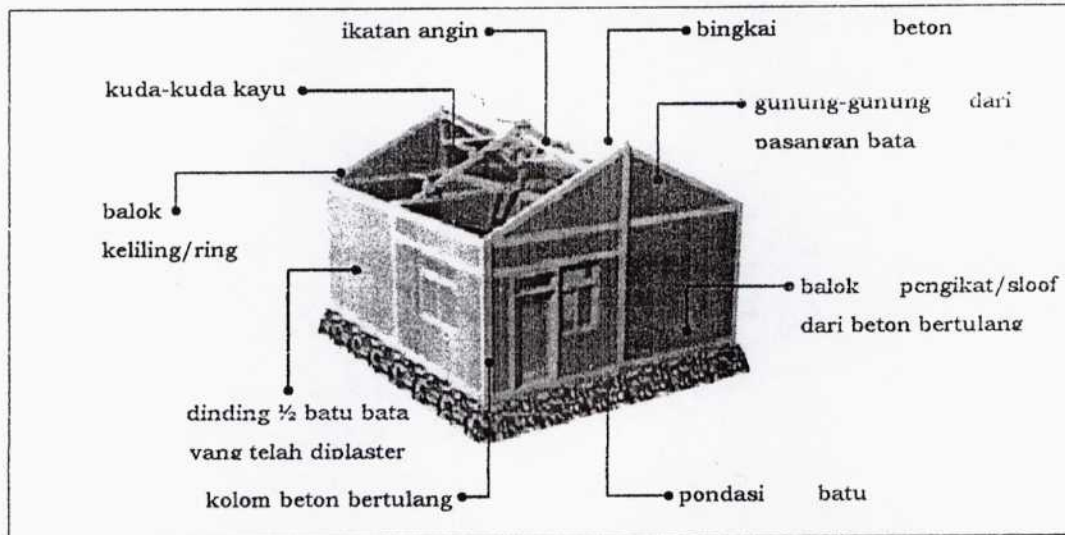 ikatan angin
bingkai beton
kuda-kuda kayu
gunung-gunung dari
pasangan bata
balok
keliling/ring
balok pengikat/sloof
dari beton bertulang
dinding ½ batu bata
yang telah diplaster
kolom beton bertulang
pondasi batu